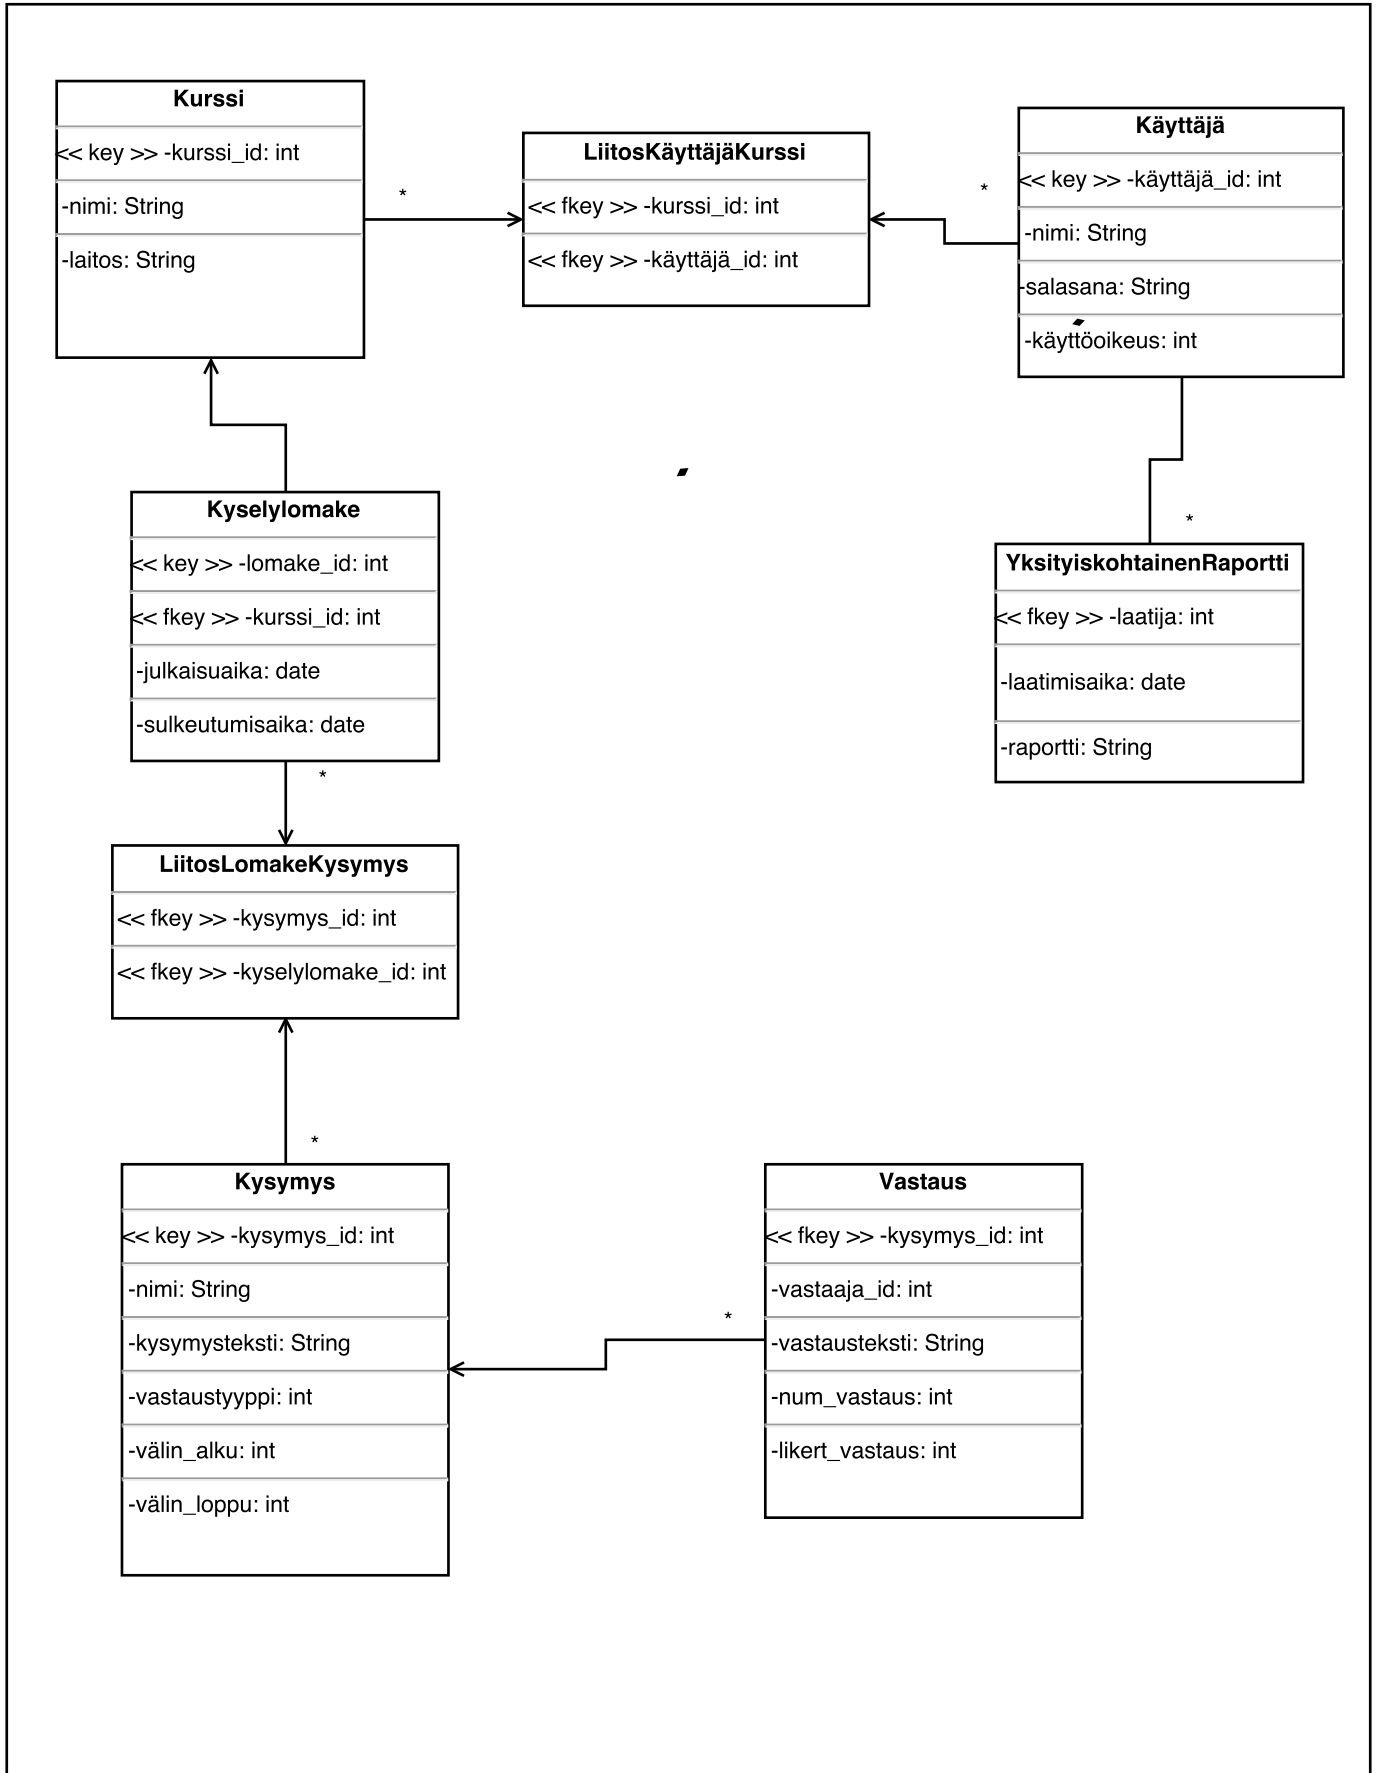 Kurssi
<< key >> -kurssi_id: int
-nimi: String
-laitos: String
*
LiitosKäyttäjäKurssi
<< fkey >> -kurssi_id: int
<< fkey >> -käyttäjä_id: int
*
Käyttäjä
<< key >> -käyttäjä_id: int
-nimi: String
-salasana: String
-käyttöoikeus: int
Kyselylomake
<< key >> -lomake_id: int
<< fkey >> -kurssi_id: int
-julkaisuaika: date
-sulkeutumisaika: date
*
*
YksityiskohtainenRaportti
<< fkey >> -laatija: int
-laatimisaika: date
-raportti: String
LiitosLomakeKysymys
<< fkey >> -kysymys_id: int
<< fkey >> -kyselylomake_id: int
*
Kysymys
<< key >> -kysymys_id: int
-nimi: String
-kysymysteksti: String
-vastaustyyppi: int
-välin_alku: int
-välin_loppu: int
*
Vastaus
<< fkey >> -kysymys_id: int
-vastaaja_id: int
-vastausteksti: String
-num_vastaus: int
-likert_vastaus: int